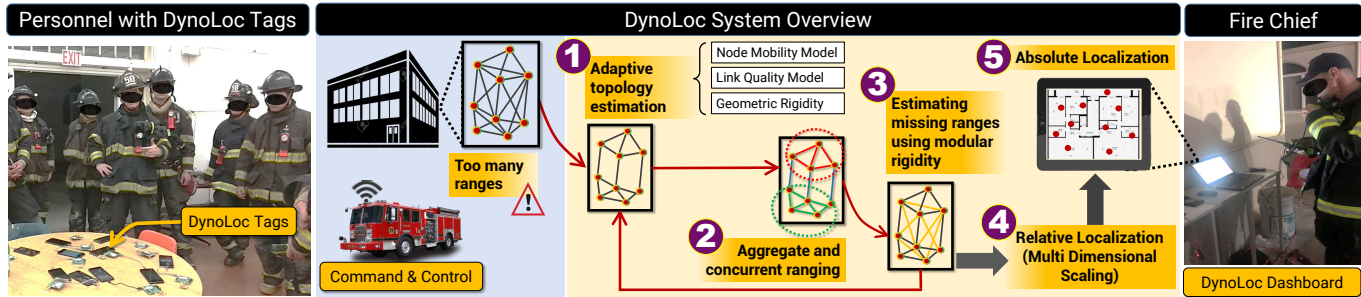 Personnel with DynoLoc Tags
EXIT
58
DynoLoc Tags
DynoLoc System Overview
Too many
ranges
Command & Control
1
Adaptive
topology
estimation
Node Mobility Model
Link Quality Model
Geometric Rigidity
2
Aggregate and
concurrent ranging
3
Estimating
missing ranges
using modular
rigidity
4
Relative Localization
(Multi Dimensional
Scaling)
5
Absolute Localization
Fire Chief
DynoLoc Dashboard